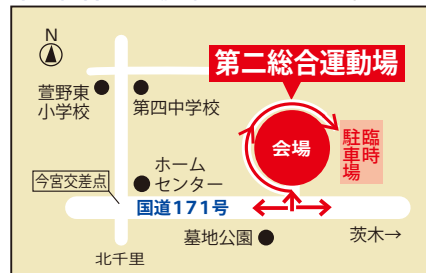 N
第二総合運動場
萱野東
小学校
第四中学校
会場
臨時
駐車場
ホーム
センター
今宮交差点
国道171号
墓地公園
茨木→
北千里